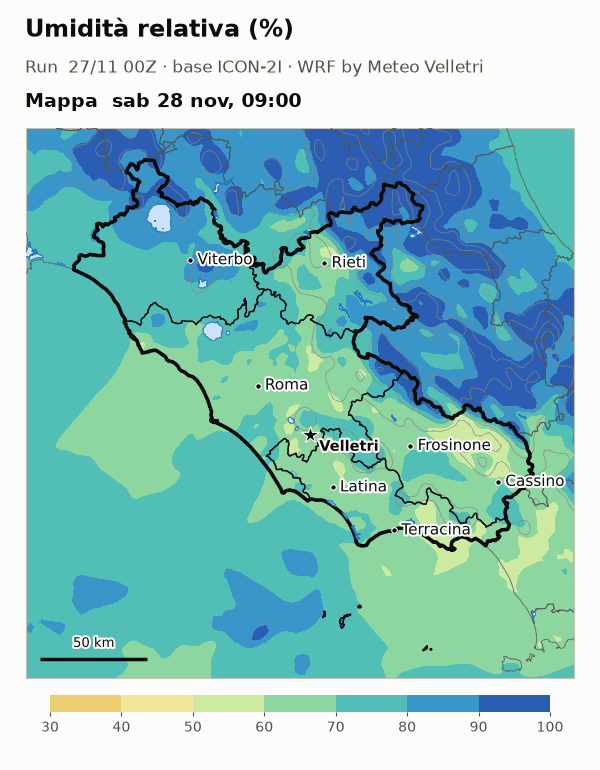 Umidità relativa (%)
Run  27/11 00Z · base ICON-2I · WRF by Meteo Velletri
Mappa  sab 28 nov, 09:00
Viterbo
Rieti
Roma
Velletri
Frosinone
Cassino
Latina
Terracina
50 km
30 40 50 60 70 80 90 100